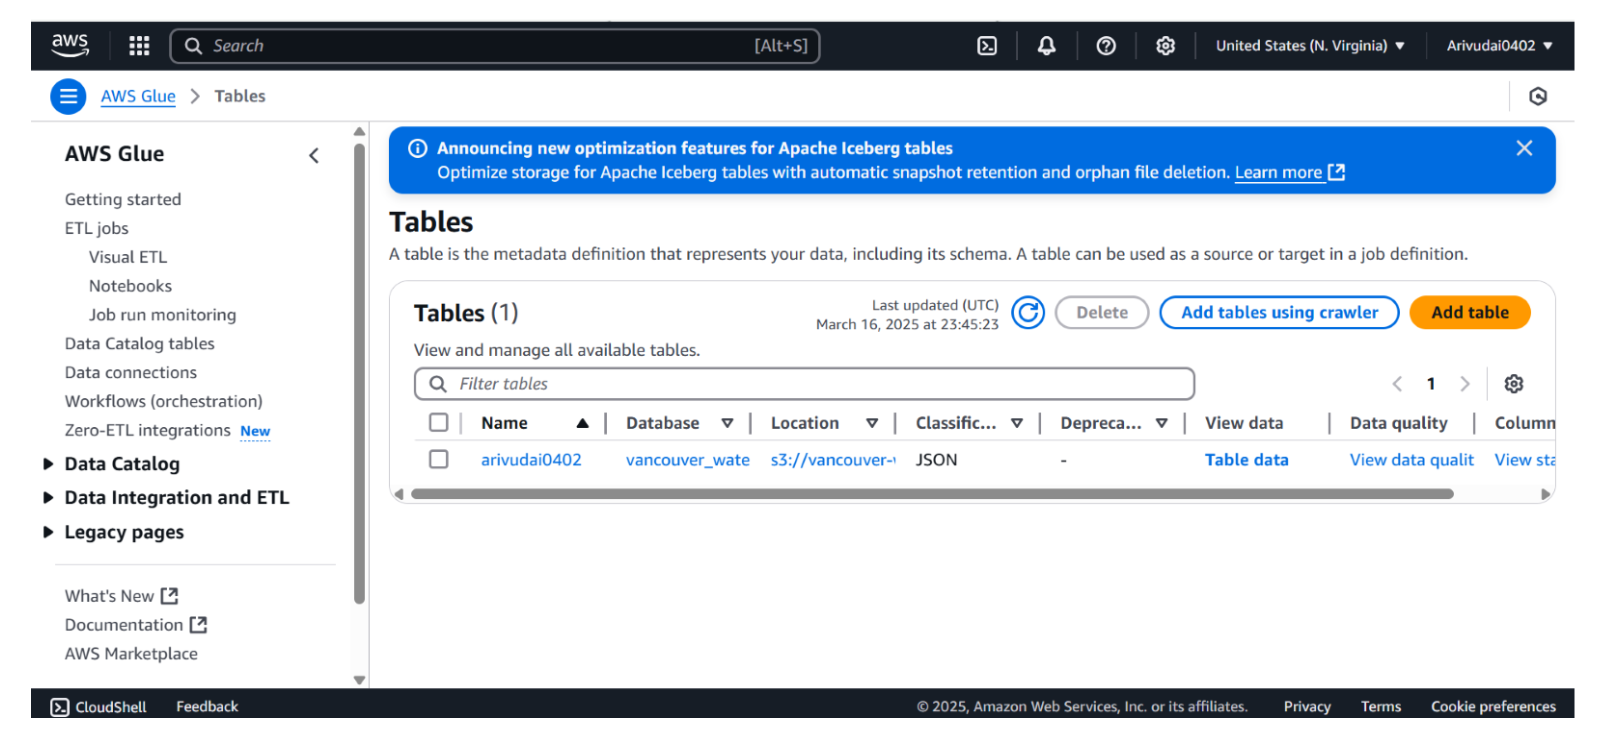 aws
Search
[Alt+S]
United States (N. Virginia)
Arivudai0402
AWS Glue > Tables
AWS Glue
Getting started
ETL jobs
Visual ETL
Notebooks
Job run monitoring
Data Catalog tables
Data connections
Workflows (orchestration)
Zero-ETL integrations New
Data Catalog
Data Integration and ETL
Legacy pages
What's New
Documentation
AWS Marketplace
Announcing new optimization features for Apache Iceberg tables
Optimize storage for Apache Iceberg tables with automatic snapshot retention and orphan file deletion. Learn more
Tables
A table is the metadata definition that represents your data, including its schema. A table can be used as a source or target in a job definition.
Tables (1)
Last updated (UTC)
March 16, 2025 at 23:45:23
Delete
Add tables using crawler
Add table
View and manage all available tables.
Filter tables
1
Name Database Location Classific... Depreca... View data Data quality Column
arivudai0402 vancouver_wate s3://vancouver- JSON - Table data View data qualit View sta
CloudShell Feedback © 2025, Amazon Web Services, Inc. or its affiliates. Privacy Terms Cookie preferences